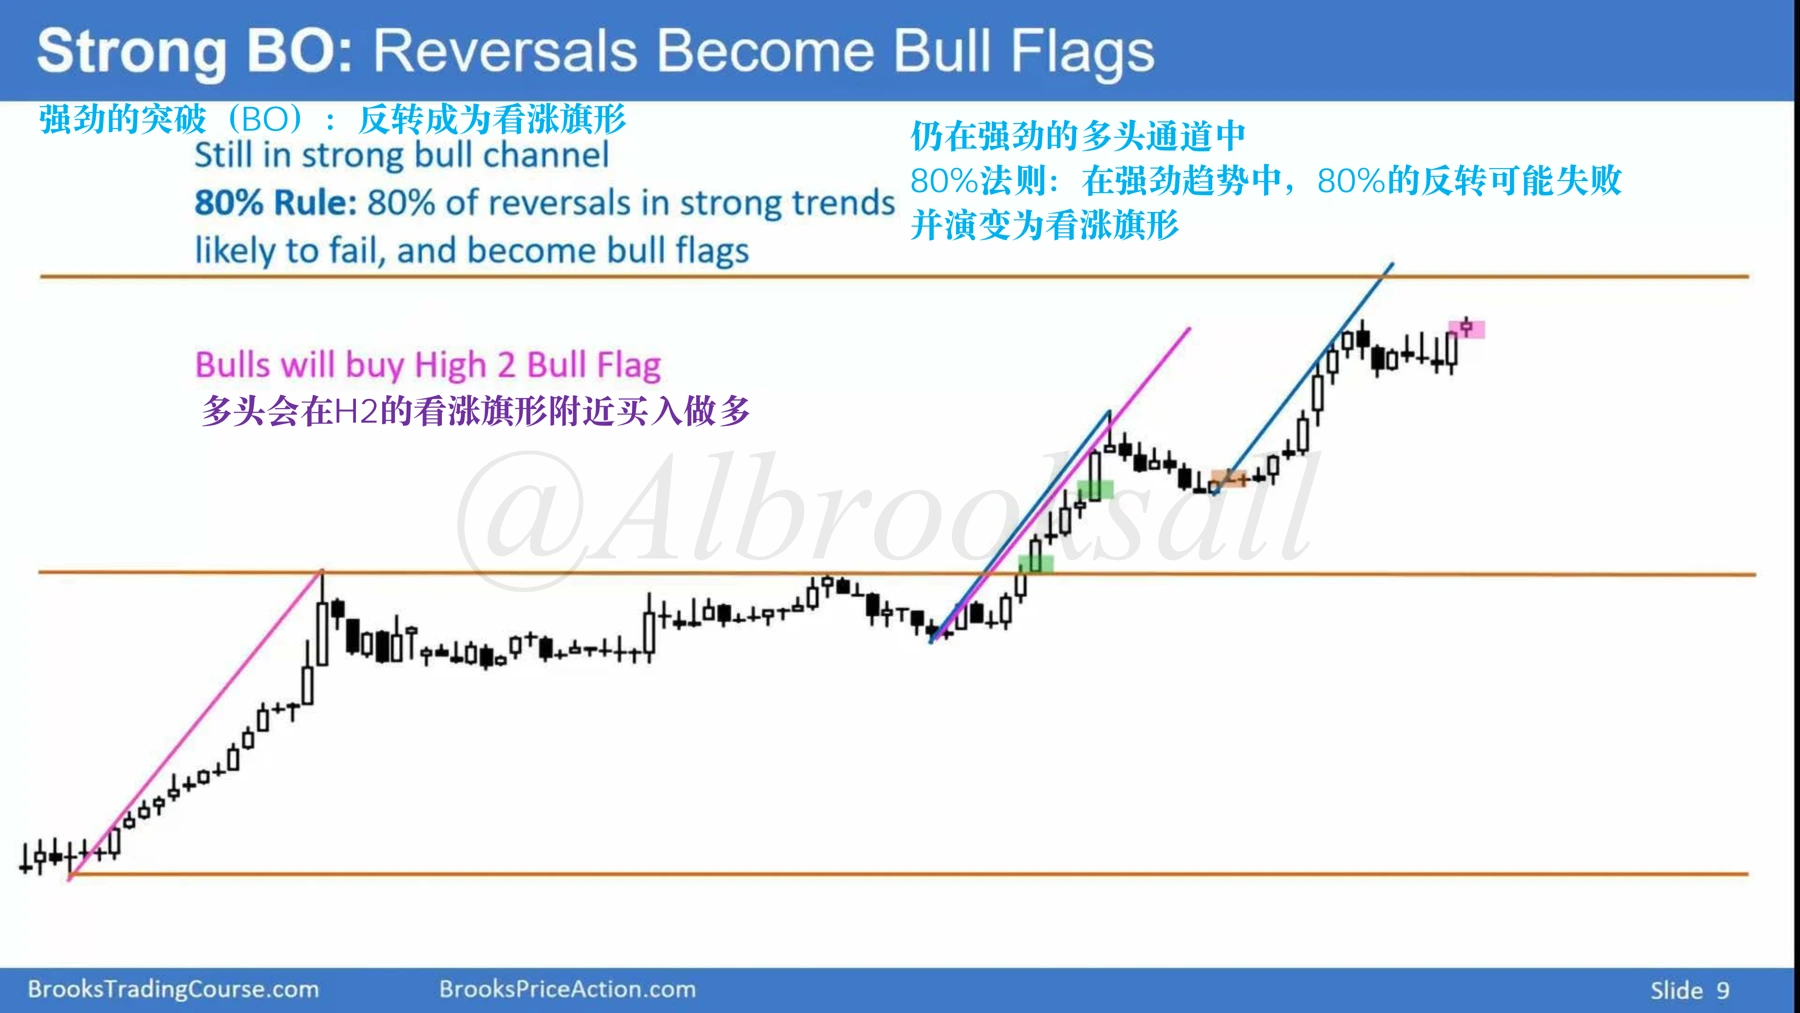 Strong BO: Reversals Become Bull Flags
强劲的突破（BO）：反转成为看涨旗形
Still in strong bull channel
80% Rule: 80% of reversals in strong trends
likely to fail, and become bull flags
仍在强劲的多头通道中
80%法则：在强劲趋势中，80%的反转可能失败
并演变为看涨旗形
Bulls will buy High 2 Bull Flag
多头会在H2的看涨旗形附近买入做多
@Albrooksall
BrooksTradingCourse.com
BrooksPriceAction.com
Slide 9